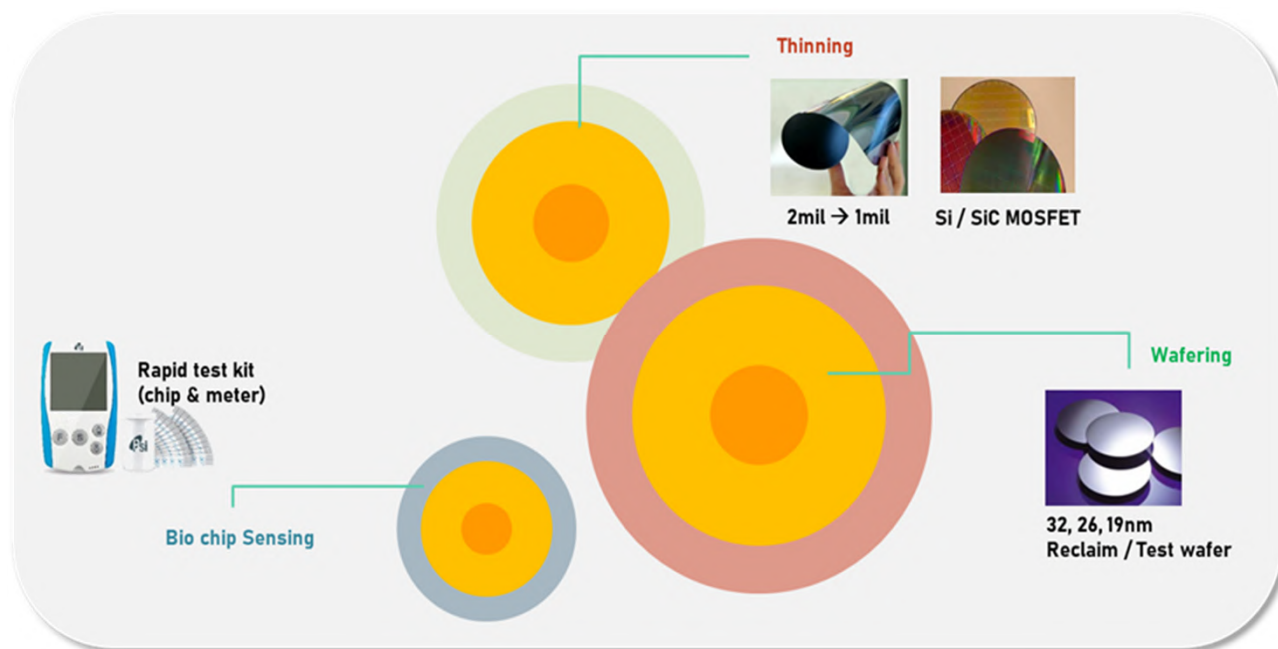 Thinning
2mil → 1mil
Si / SiC MOSFET
Wafering
32, 26, 19nm
Reclaim / Test wafer
Rapid test kit
(chip & meter)
Psi
Bio chip Sensing